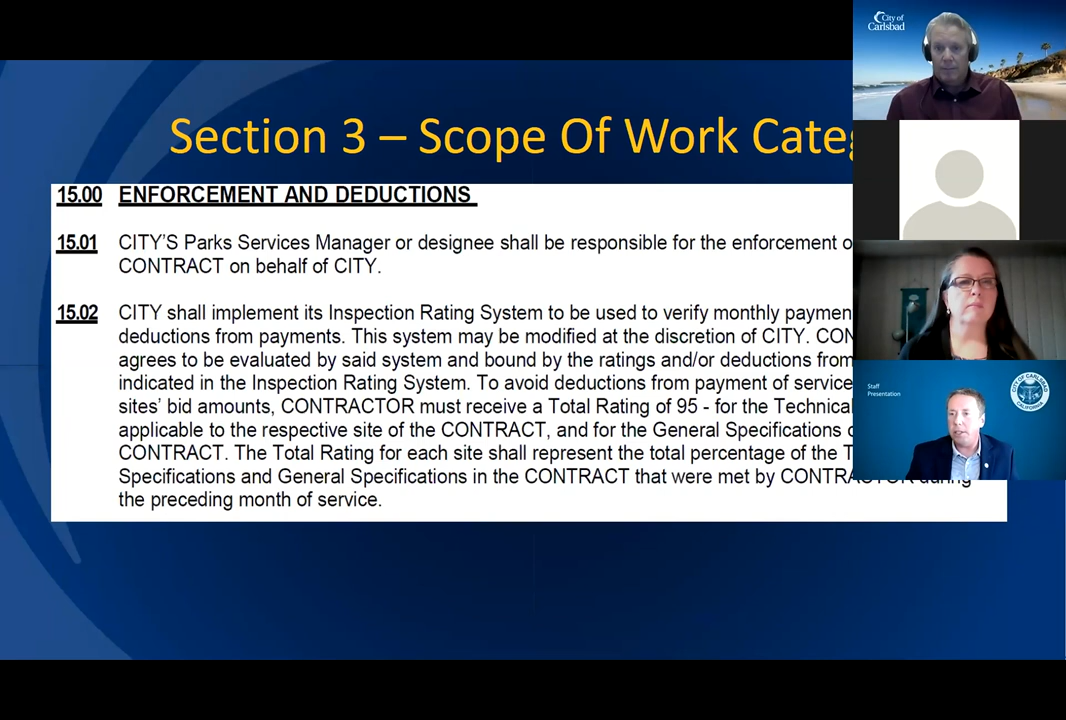 Section 3 – Scope Of Work
15.00 ENFORCEMENT AND DEDUCTIONS
15.01 CITY'S Parks Services Manager or designee shall be responsible for the enforcement
CONTRACT on behalf of CITY.
15.02 CITY shall implement its Inspection Rating System to be used to verify monthly
deductions from payments. This system may be modified at the discretion of CITY.
agrees to be evaluated by said system and bound by the ratings and/or deductions from
indicated in the Inspection Rating System. To avoid deductions from payment of service
sites' bid amounts, CONTRACTOR must receive a Total Rating of 95 - for the Technical
applicable to the respective site of the CONTRACT, and for the General Specifications
CONTRACT. The Total Rating for each site shall represent the total percentage of the
Specifications and General Specifications in the CONTRACT that were met by CONTRACTOR during
the preceding month of service.
City of
Carlsbad
Staff
Presentation
CITY OF CARLSBAD
CALIFORNIA